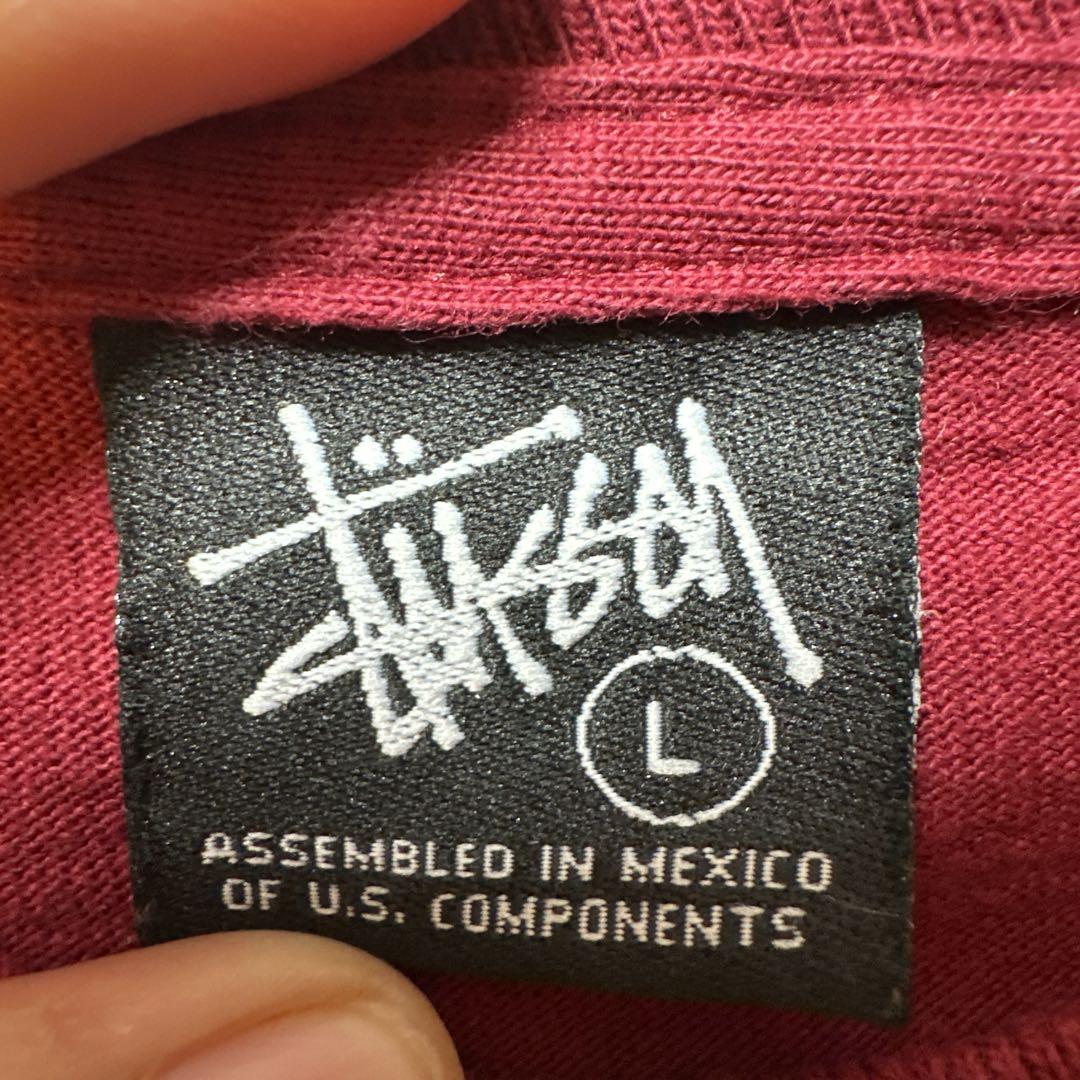 Stüssy
L
ASSEMBLED IN MEXICO
OF U.S. COMPONENTS